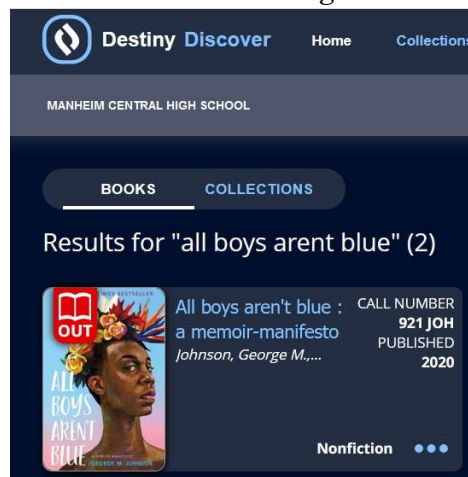 Destiny Discover Home Collections
MANHEIM CENTRAL HIGH SCHOOL
BOOKS COLLECTIONS
Results for "all boys arent blue" (2)
OUT
BESTSELLER
ALL
BOYS
AREN'T
BLUE
GEORGE M. JOHNSON
All boys aren't blue :
a memoir-manifesto
Johnson, George M.,...
CALL NUMBER
921 JOH
PUBLISHED
2020
Nonfiction